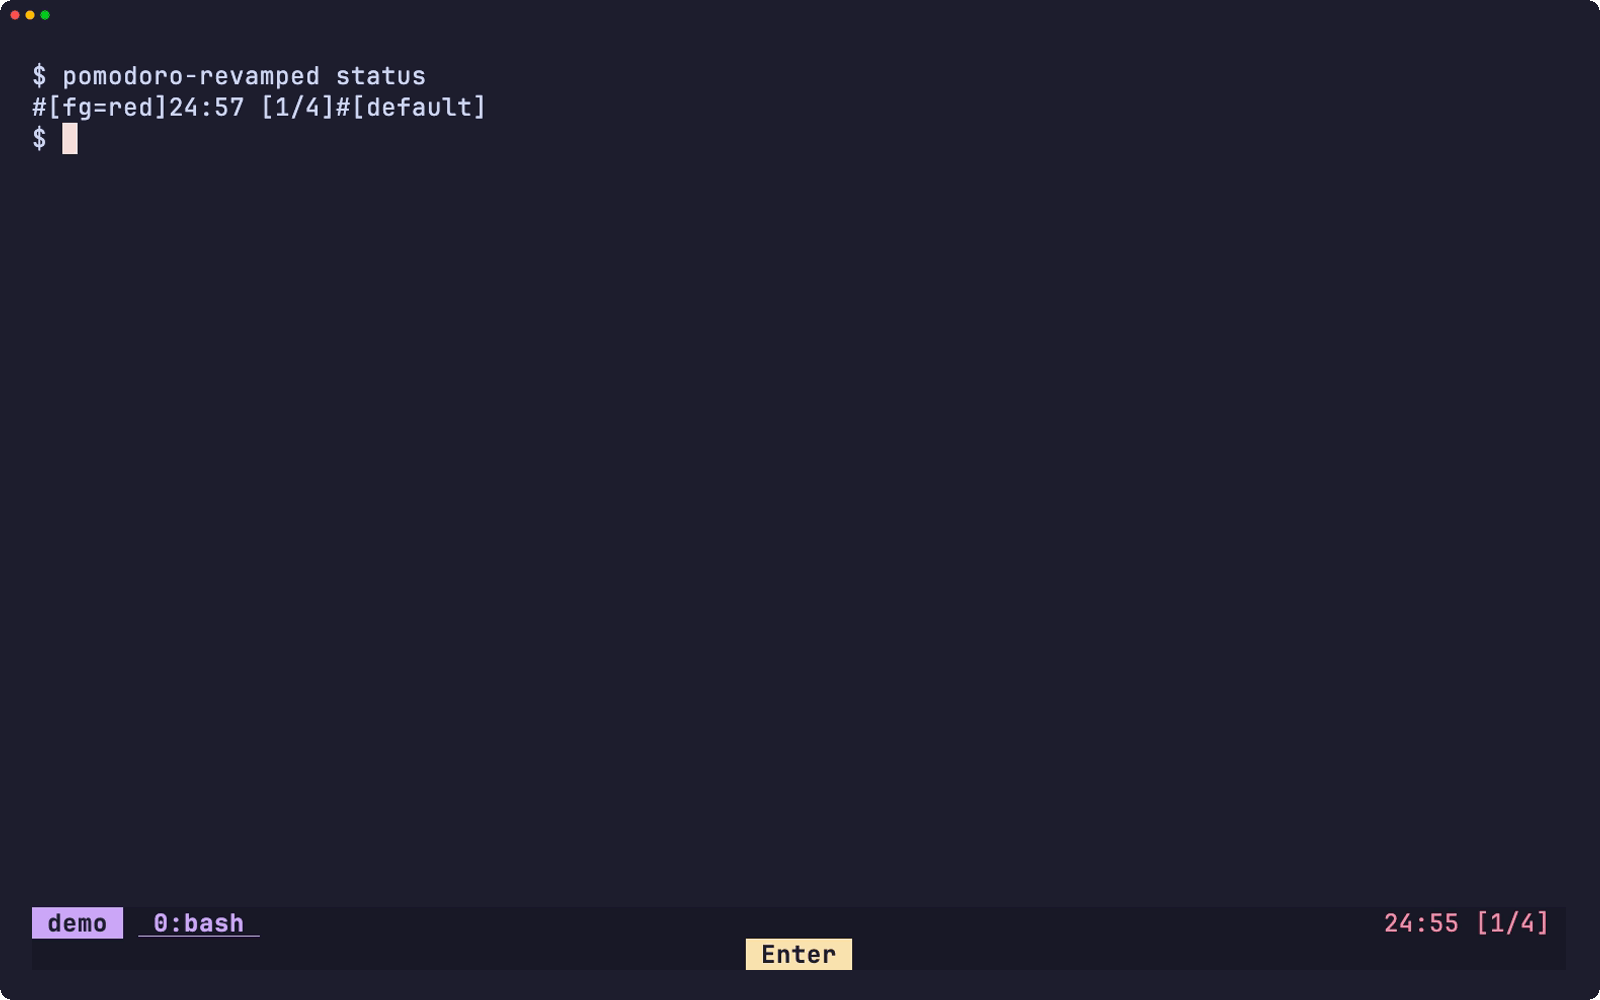 $ pomodoro-revamped status
#[fg=red]24:57 [1/4]#[default]
$
demo 0:bash 24:55 [1/4]
Enter